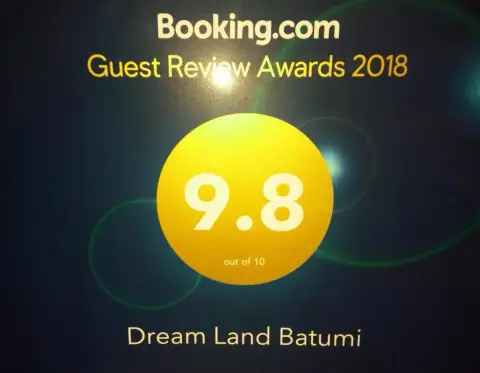 Booking.com
Guest Review Awards 2018
9.8
out of 10
Dream Land Batumi